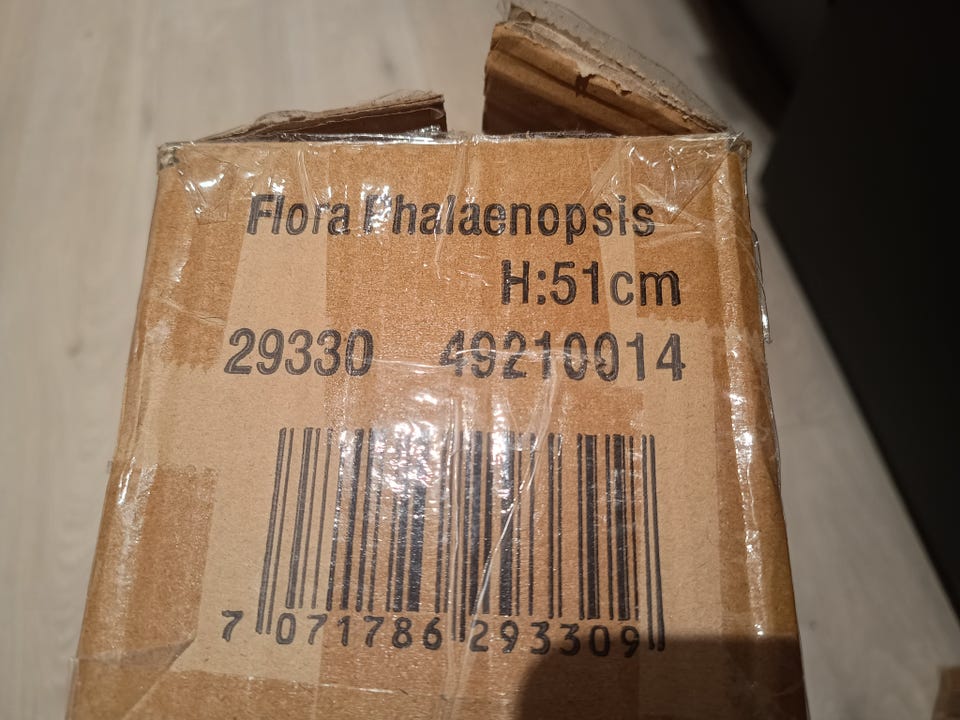 Flora Phalaenopsis
H:51cm
29330 49210014
7 071786 293309